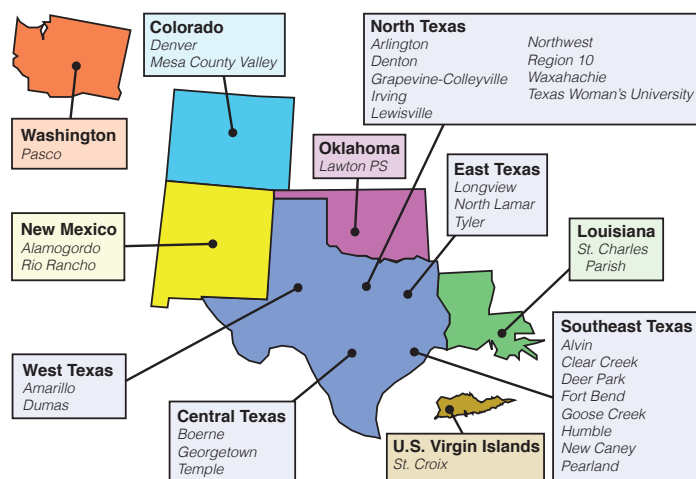 Colorado
Denver
Mesa County Valley
North Texas
Arlington
Denton
Grapevine-Colleyville
Irving
Lewisville
Northwest
Region 10
Waxahachie
Texas Woman's University
Washington
Pasco
Oklahoma
Lawton PS
East Texas
Longview
North Lamar
Tyler
New Mexico
Alamogordo
Rio Rancho
Louisiana
St. Charles
Parish
West Texas
Amarillo
Dumas
Central Texas
Boerne
Georgetown
Temple
U.S. Virgin Islands
St. Croix
Southeast Texas
Alvin
Clear Creek
Deer Park
Fort Bend
Goose Creek
Humble
New Caney
Pearland